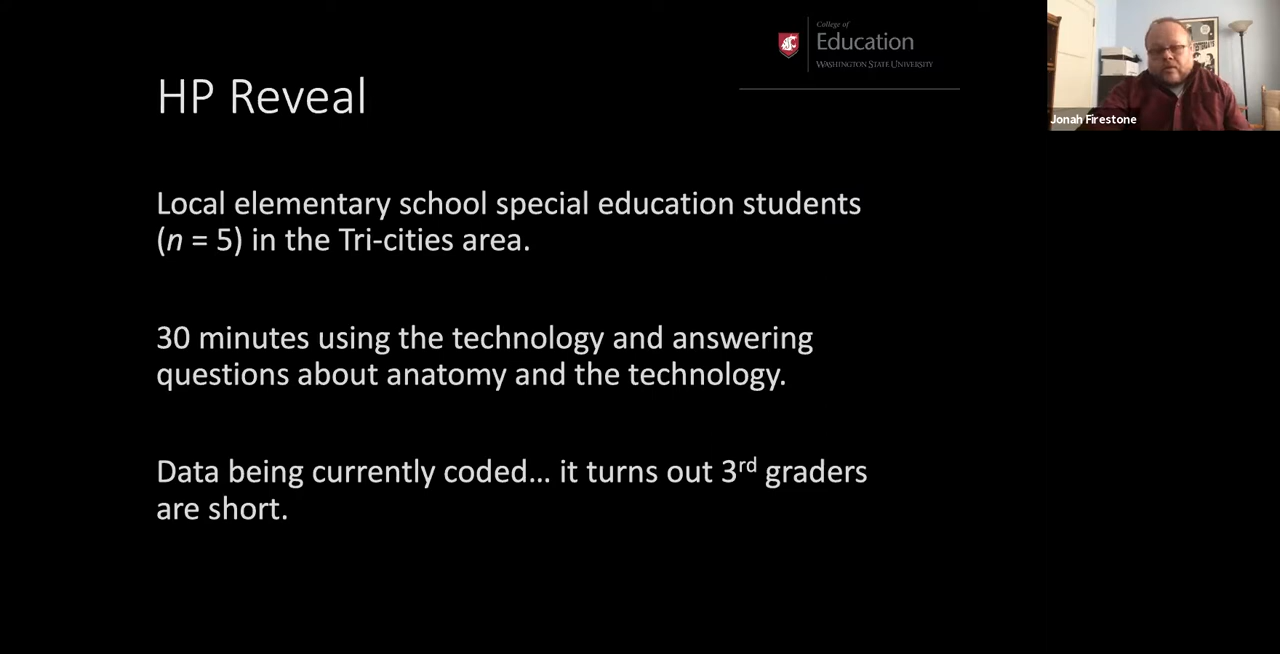 College of
Education
WASHINGTON STATE UNIVERSITY
HP Reveal
Jonah Firestone
Local elementary school special education students
(n = 5) in the Tri-cities area.
30 minutes using the technology and answering
questions about anatomy and the technology.
Data being currently coded… it turns out 3rd graders
are short.